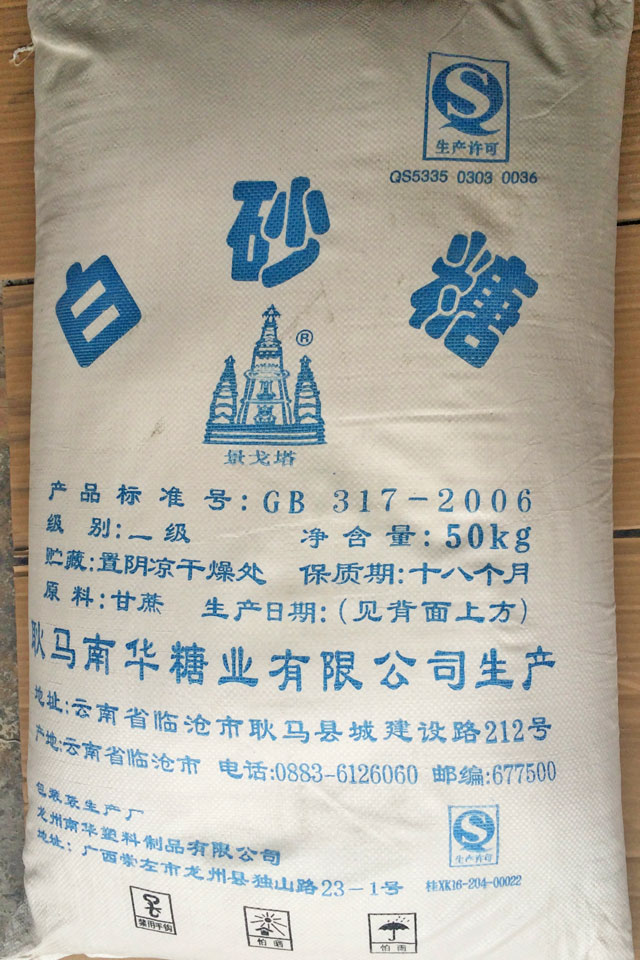 生产许可
QS5335 0303 0036
白砂糖
®
景戈塔
产品标准号:GB 317-2006
级别:一级 净含量:50kg
贮藏:置阴凉干燥处 保质期:十八个月
原料:甘蔗 生产日期:(见背面上方)
耿马南华糖业有限公司生产
地址:云南省临沧市耿马县城建设路212号
产地:云南省临沧市 电话:0883-6126060 邮编:677500
包装袋生产厂
龙州南华塑料制品有限公司
地址:广西崇左市龙州县独山路23-1号
生产许可
桂XK16-204-00022
禁用平钩
怕晒
怕雨